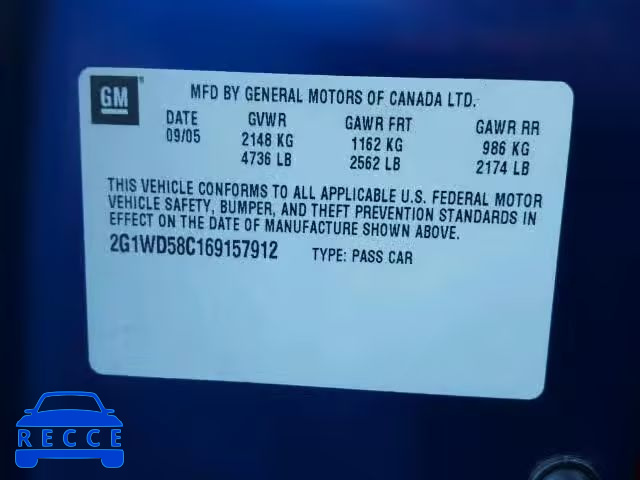 GM
MFD BY GENERAL MOTORS OF CANADA LTD.
DATE GVWR GAWR FRT GAWR RR
09/05 2148 KG 1162 KG 986 KG
4736 LB 2562 LB 2174 LB
THIS VEHICLE CONFORMS TO ALL APPLICABLE U.S. FEDERAL MOTOR
VEHICLE SAFETY, BUMPER, AND THEFT PREVENTION STANDARDS IN
EFFECT ON THE DATE OF MANUFACTURE SHOWN ABOVE.
2G1WD58C169157912 TYPE: PASS CAR
RECCE